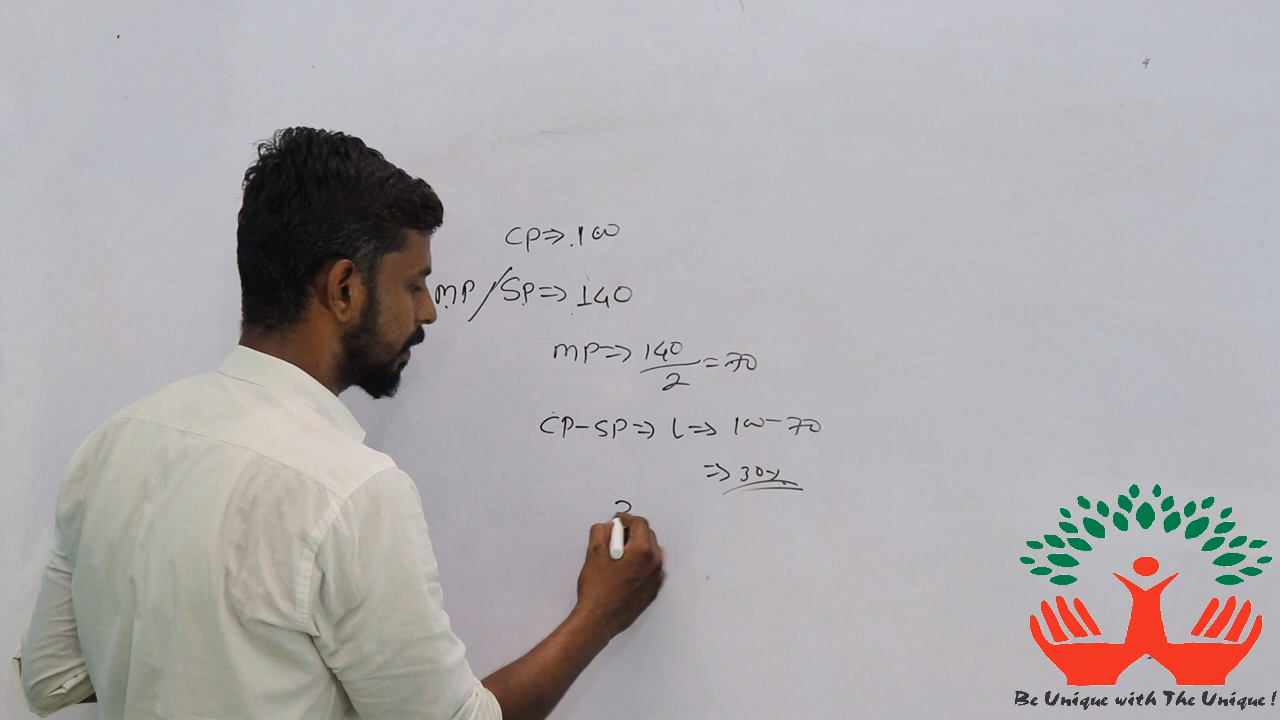 CP⇒100
MP/SP⇒140
MP⇒140/2=70
CP-SP⇒L⇒100-70
⇒30%
Be Unique with The Unique !